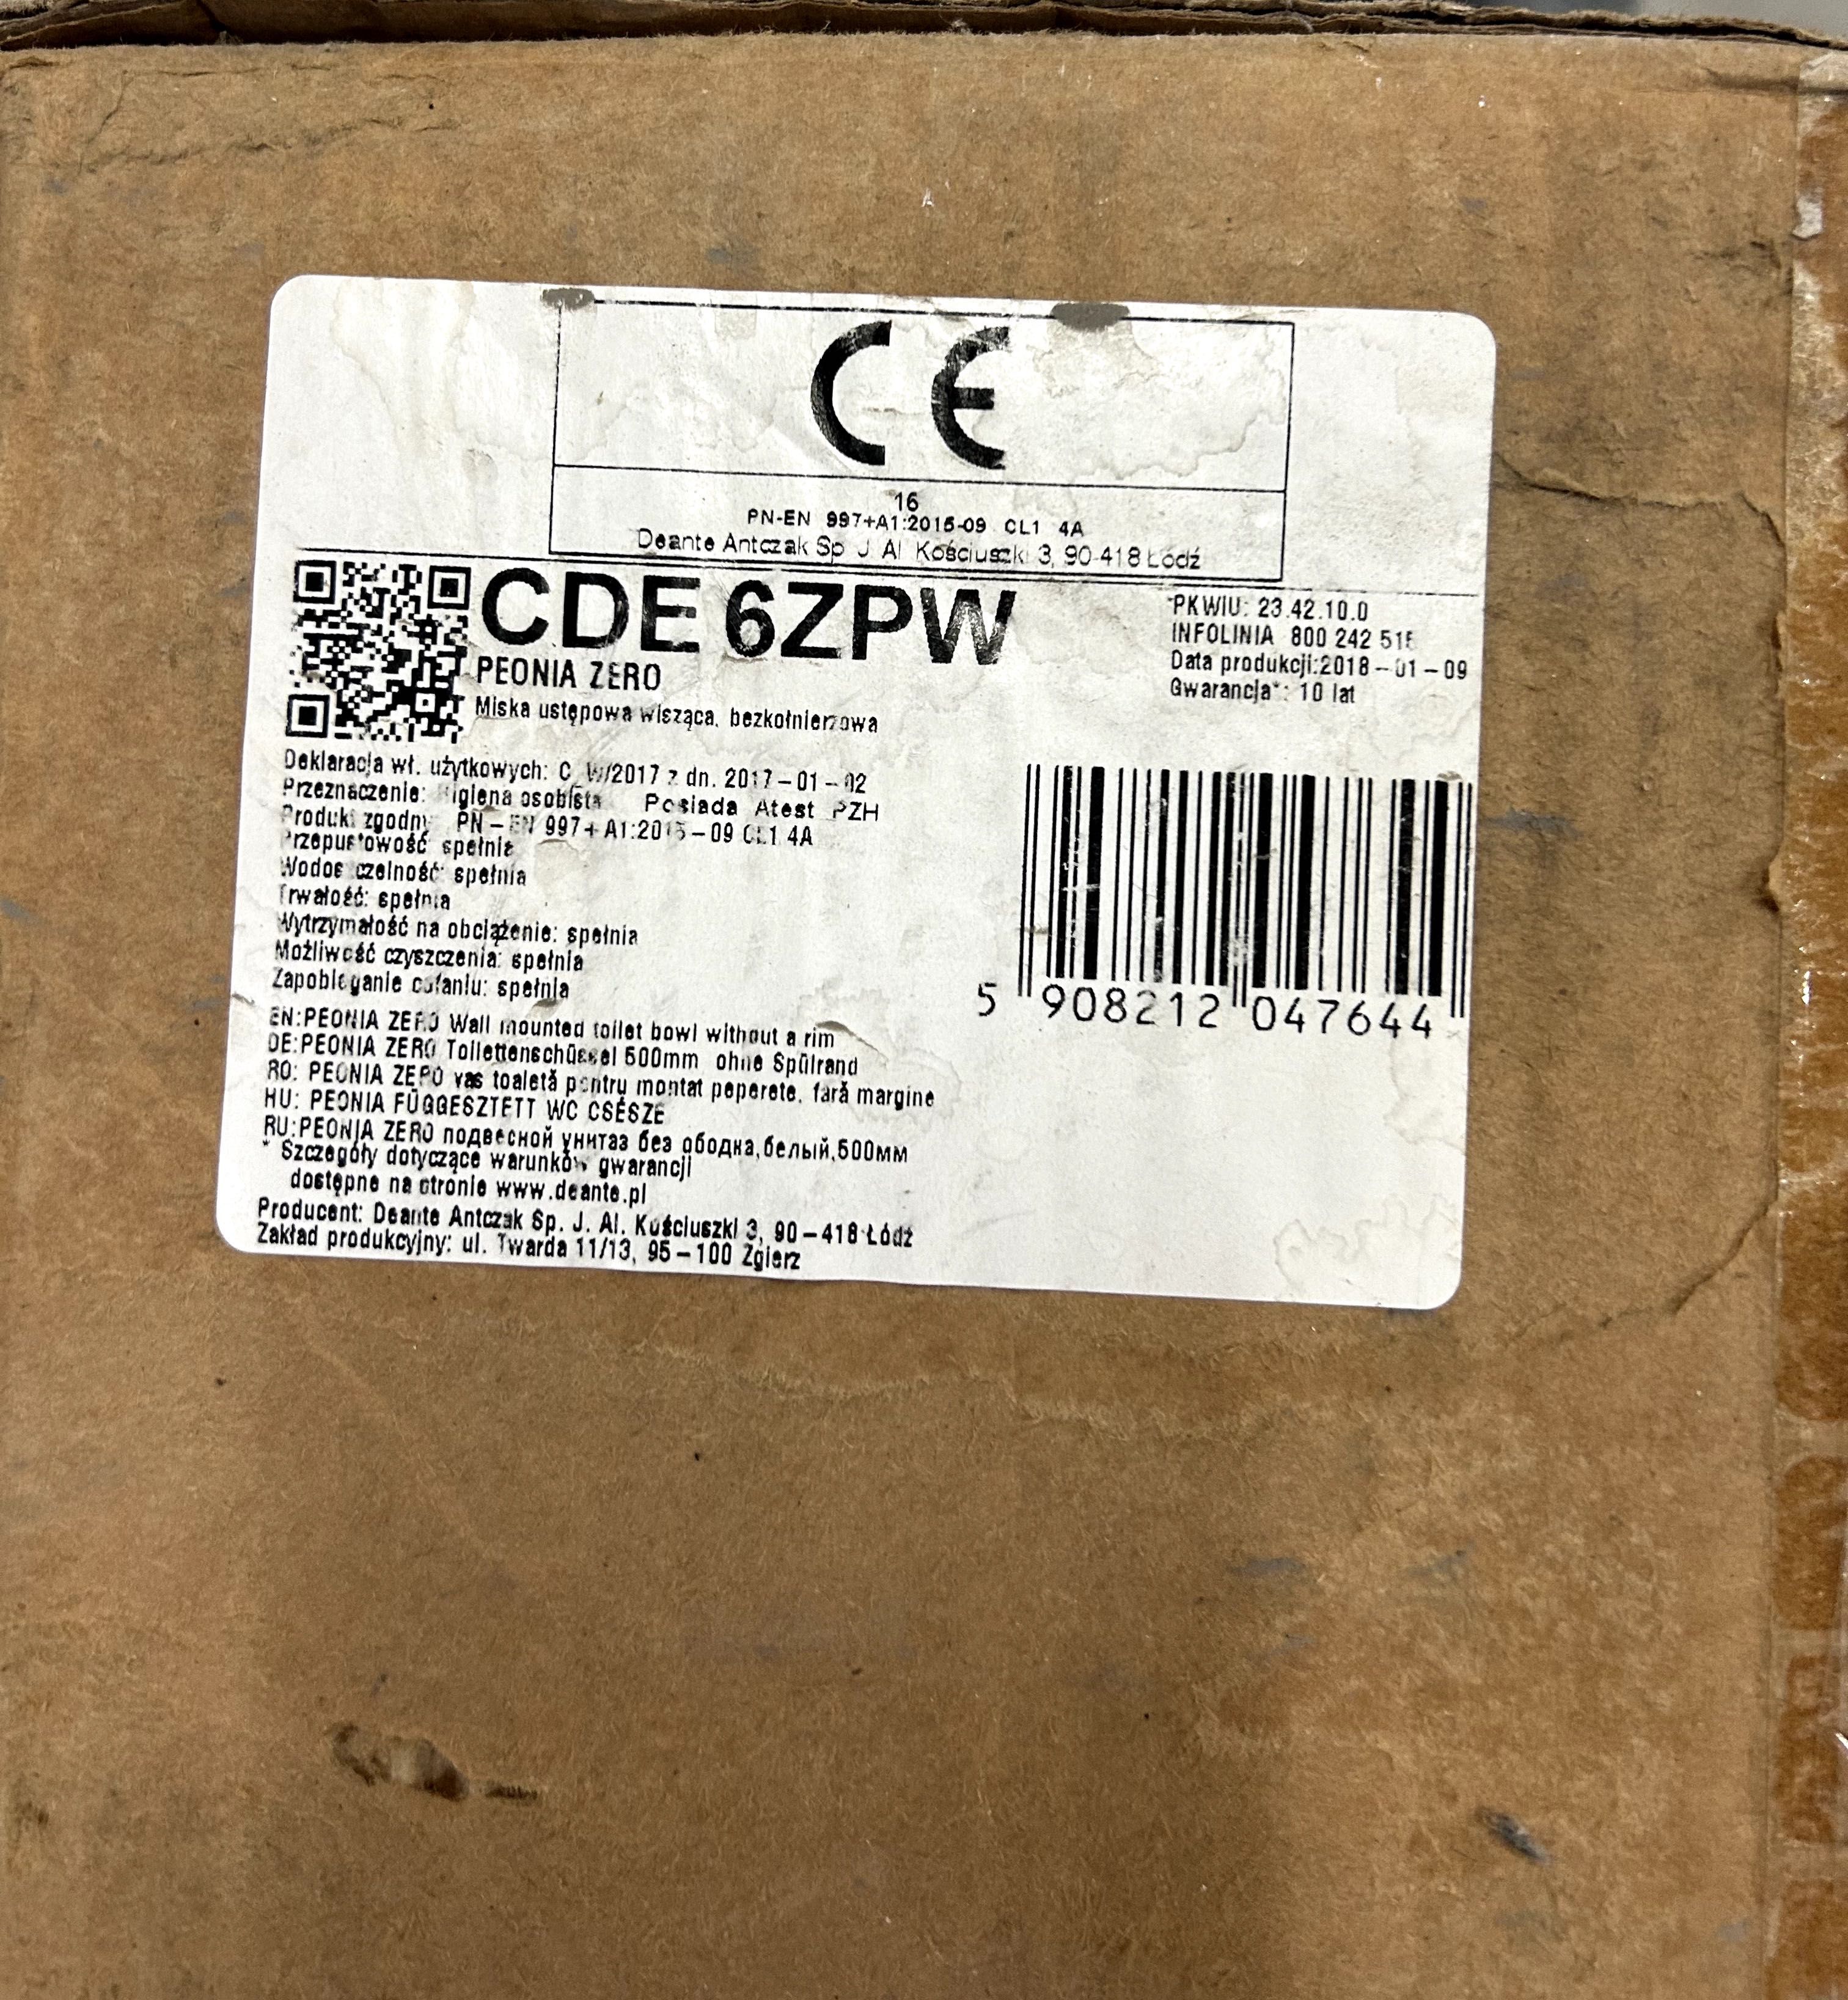 CE
16
PN-EN 997+A1:2015-09 CL1 4A
Deante Antczak Sp J Al Kościuszki 3, 90-418 Łódź
CDE 6ZPW
PEONIA ZERO
Miska ustępowa wisząca, bezkołnierzowa
PKWIU: 23.42.10.0
INFOLINIA 800 242 515
Data produkcji:2018-01-09
Gwarancja*: 10 lat
Deklaracja wł. użytkowych: C W/2017 z dn. 2017-01-02
Przeznaczenie: higiena osobista Posiada Atest PZH
Produkt zgodny PN-EN 997+A1:2015-09 CL1 4A
Przepustowość spełnia
Wodoszczelność: spełnia
Trwałość: spełnia
Wytrzymałość na obciążenie: spełnia
Możliwość czyszczenia: spełnia
Zapobieganie cofaniu: spełnia
5 908212 047644
EN:PEONIA ZERO Wall mounted toilet bowl without a rim
DE:PEONIA ZERO Toilettenschüssel 500mm ohne Spülrand
RO: PEONIA ZERO vas toaletă pentru montat peperete, fară margine
HU: PEONIA FÜGGESZTETT WC CSÉSZE
RU:PEONIA ZERO подвесной унитаз без ободка,белый,500мм
* Szczegóły dotyczące warunków gwarancji
dostępne na stronie www.deante.pl
Producent: Deante Antczak Sp. J. Al. Kościuszki 3, 90-418 Łódź
Zakład produkcyjny: ul. Twarda 11/13, 95-100 Zgierz